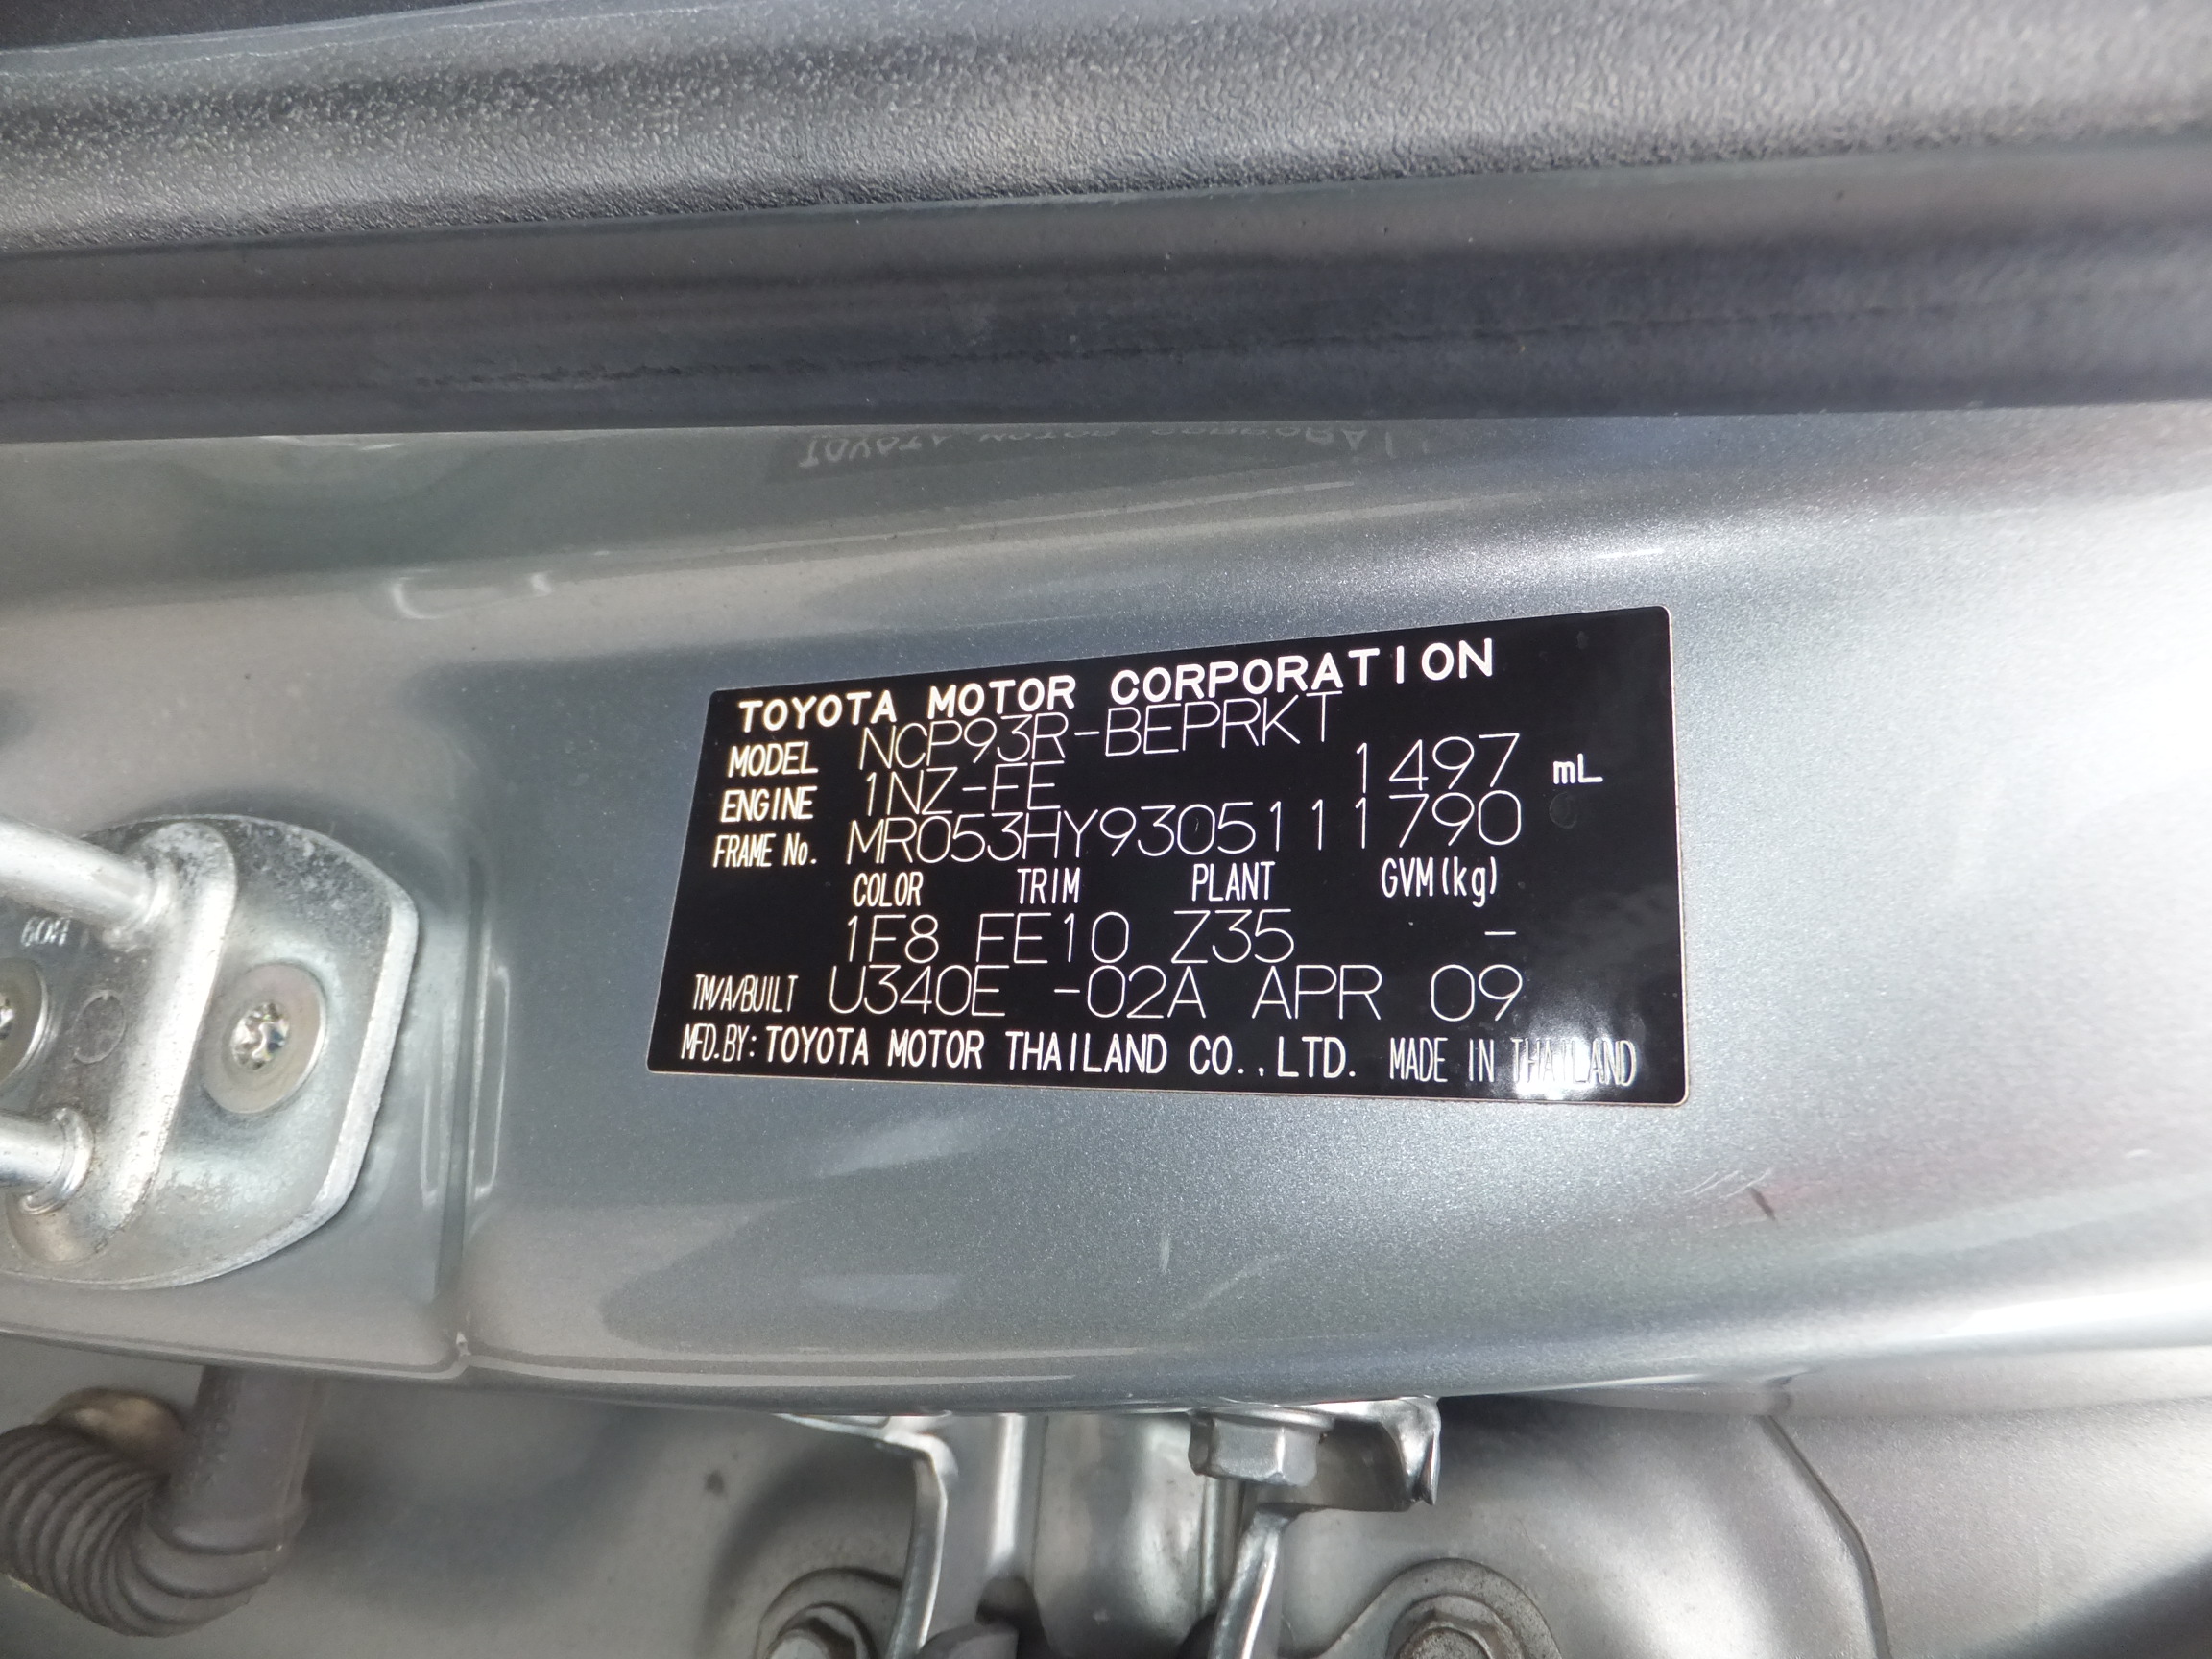 TOYOTA MOTOR CORPORATION
MODEL NCP93R-BEPRKT
ENGINE 1NZ-FE 1497 mL
FRAME No. MR053HY9305111790
COLOR TRIM PLANT GVM(kg)
1F8 FE10 Z35 -
TM/A/BUILT U340E -02A APR 09
MFD.BY: TOYOTA MOTOR THAILAND CO.,LTD. MADE IN THAILAND